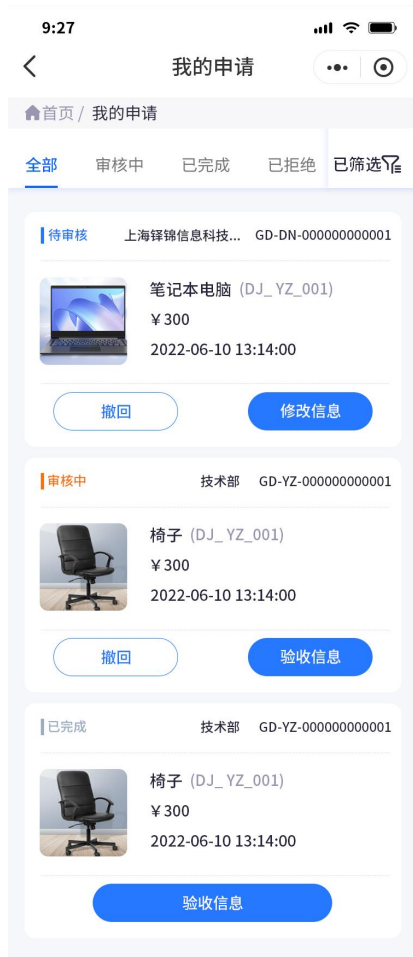 9:27
我的申请
首页 / 我的申请
全部 审核中 已完成 已拒绝 已筛选
待审核 上海铎锦信息科技... GD-DN-000000000001
笔记本电脑 (DJ_ YZ_001)
￥300
2022-06-10 13:14:00
撤回 修改信息
审核中 技术部 GD-YZ-000000000001
椅子 (DJ_ YZ_001)
￥300
2022-06-10 13:14:00
撤回 验收信息
已完成 技术部 GD-YZ-000000000001
椅子 (DJ_ YZ_001)
￥300
2022-06-10 13:14:00
验收信息